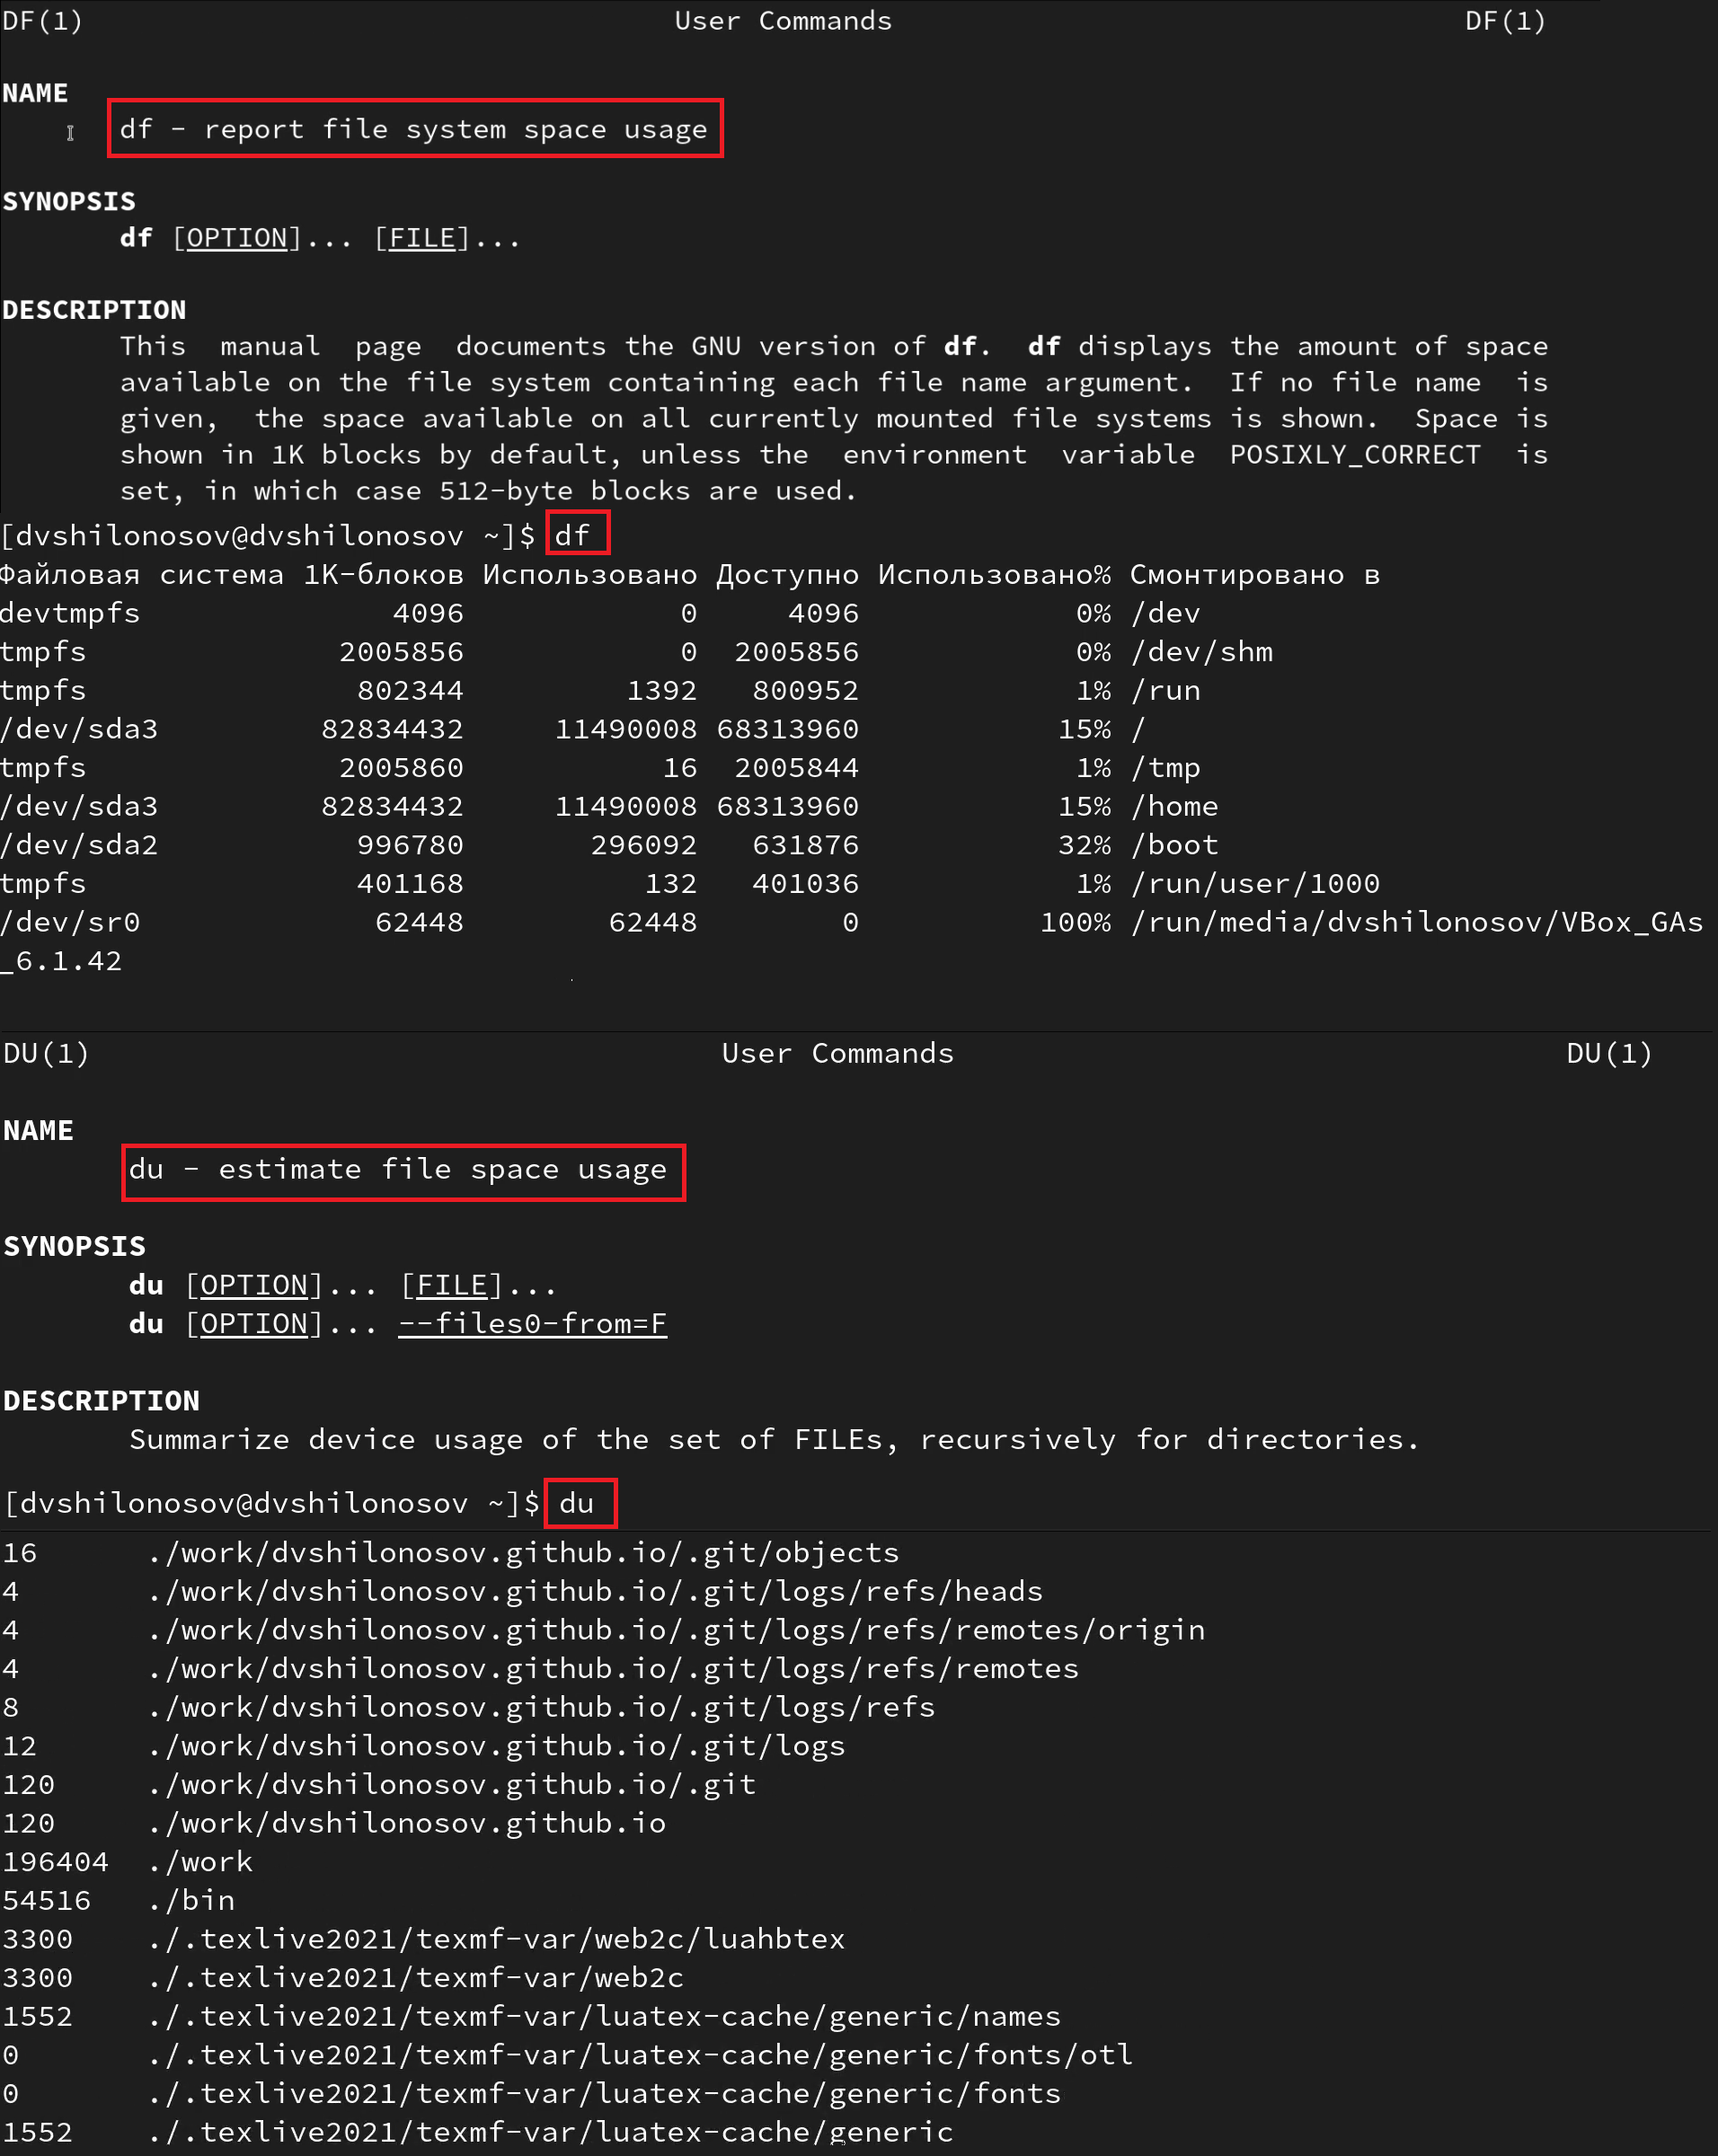 DF(1) User Commands DF(1)
NAME
df - report file system space usage
SYNOPSIS
df [OPTION]... [FILE]...
DESCRIPTION
This manual page documents the GNU version of df. df displays the amount of space
available on the file system containing each file name argument. If no file name is
given, the space available on all currently mounted file systems is shown. Space is
shown in 1K blocks by default, unless the environment variable POSIXLY_CORRECT is
set, in which case 512-byte blocks are used.
[dvshilonosov@dvshilonosov ~]$ df
Файловая система 1K-блоков Использовано Доступно Использовано% Смонтировано в
devtmpfs 4096 0 4096 0% /dev
tmpfs 2005856 0 2005856 0% /dev/shm
tmpfs 802344 1392 800952 1% /run
/dev/sda3 82834432 11490008 68313960 15% /
tmpfs 2005860 16 2005844 1% /tmp
/dev/sda3 82834432 11490008 68313960 15% /home
/dev/sda2 996780 296092 631876 32% /boot
tmpfs 401168 132 401036 1% /run/user/1000
/dev/sr0 62448 62448 0 100% /run/media/dvshilonosov/VBox_GAs
_6.1.42
DU(1) User Commands DU(1)
NAME
du - estimate file space usage
SYNOPSIS
du [OPTION]... [FILE]...
du [OPTION]... --files0-from=F
DESCRIPTION
Summarize device usage of the set of FILEs, recursively for directories.
[dvshilonosov@dvshilonosov ~]$ du
16 ./work/dvshilonosov.github.io/.git/objects
4 ./work/dvshilonosov.github.io/.git/logs/refs/heads
4 ./work/dvshilonosov.github.io/.git/logs/refs/remotes/origin
4 ./work/dvshilonosov.github.io/.git/logs/refs/remotes
8 ./work/dvshilonosov.github.io/.git/logs/refs
12 ./work/dvshilonosov.github.io/.git/logs
120 ./work/dvshilonosov.github.io/.git
120 ./work/dvshilonosov.github.io
196404 ./work
54516 ./bin
3300 ./.texlive2021/texmf-var/web2c/luahbtex
3300 ./.texlive2021/texmf-var/web2c
1552 ./.texlive2021/texmf-var/luatex-cache/generic/names
0 ./.texlive2021/texmf-var/luatex-cache/generic/fonts/otl
0 ./.texlive2021/texmf-var/luatex-cache/generic/fonts
1552 ./.texlive2021/texmf-var/luatex-cache/generic